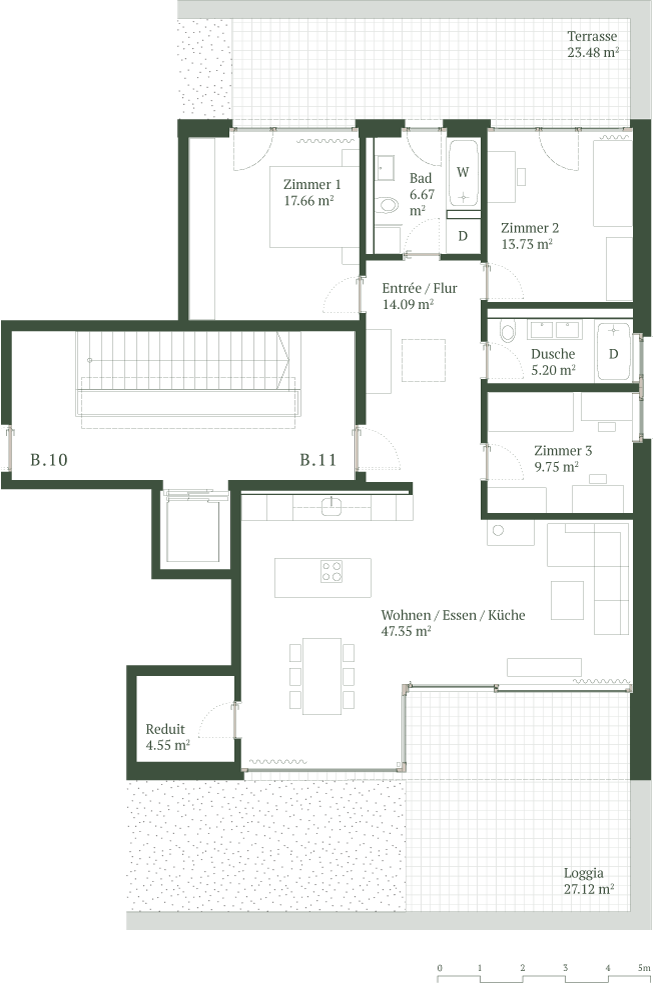 Terrasse
23.48 m²
Zimmer 1
17.66 m²
Bad
6.67
m²
W
D
Zimmer 2
13.73 m²
Entrée / Flur
14.09 m²
Dusche
5.20 m²
D
B.10
B.11
Zimmer 3
9.75 m²
Wohnen / Essen / Küche
47.35 m²
Reduit
4.55 m²
Loggia
27.12 m²
0 1 2 3 4 5m